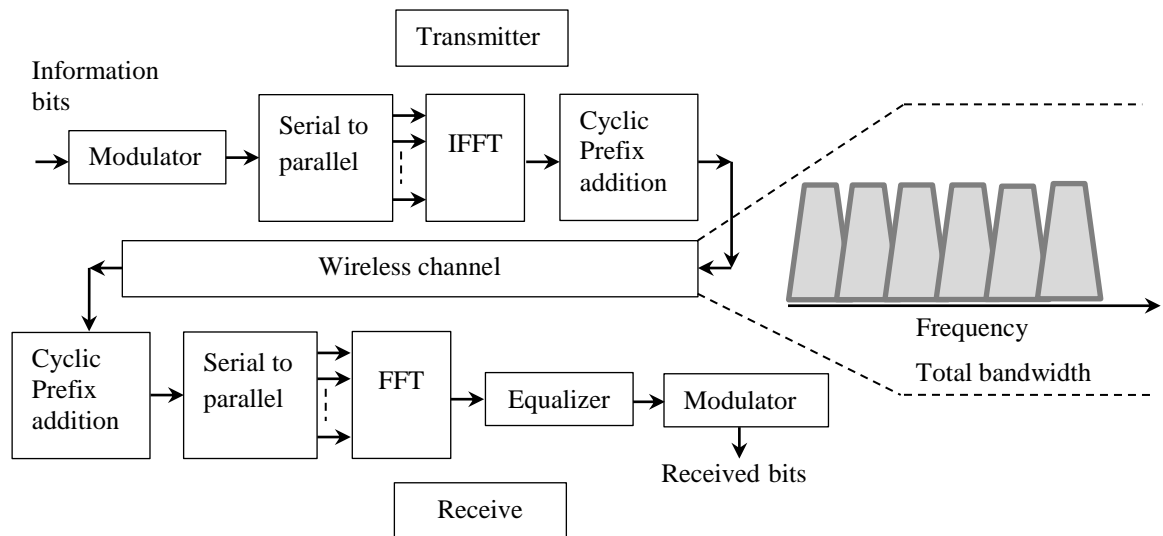 Transmitter
Information
bits
Modulator
Serial to
parallel
IFFT
Cyclic
Prefix
addition
Wireless channel
Frequency
Total bandwidth
Cyclic
Prefix
addition
Serial to
parallel
FFT
Equalizer
Modulator
Received bits
Receive